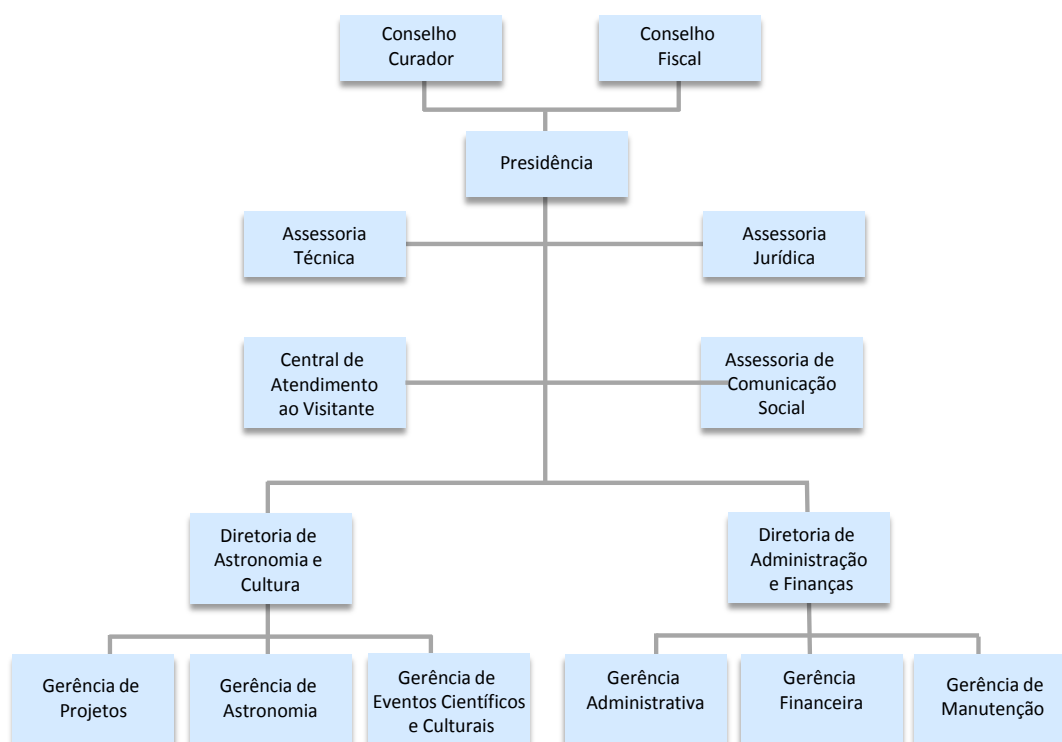 Conselho
Curador
Conselho
Fiscal
Presidência
Assessoria
Técnica
Assessoria
Jurídica
Central de
Atendimento
ao Visitante
Assessoria de
Comunicação
Social
Diretoria de
Astronomia e
Cultura
Diretoria de
Administração
e Finanças
Gerência de
Projetos
Gerência de
Astronomia
Gerência de
Eventos Científicos
e Culturais
Gerência
Administrativa
Gerência
Financeira
Gerência de
Manutenção